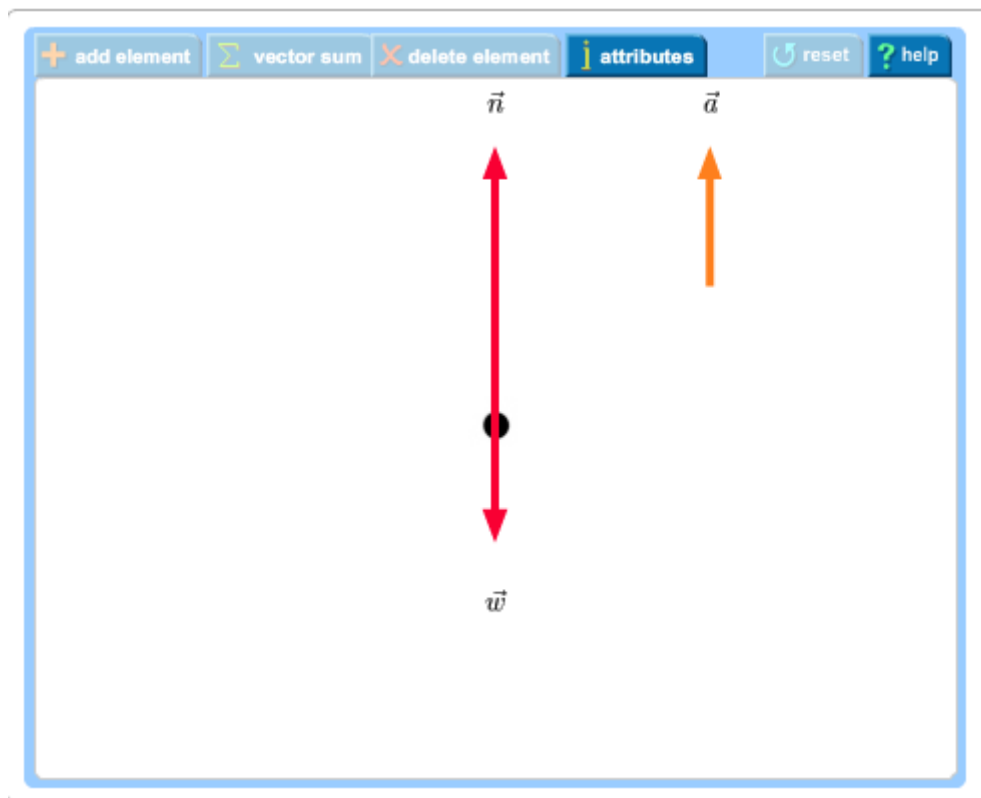 add element vector sum delete element attributes reset help
n⃗ a⃗
w⃗